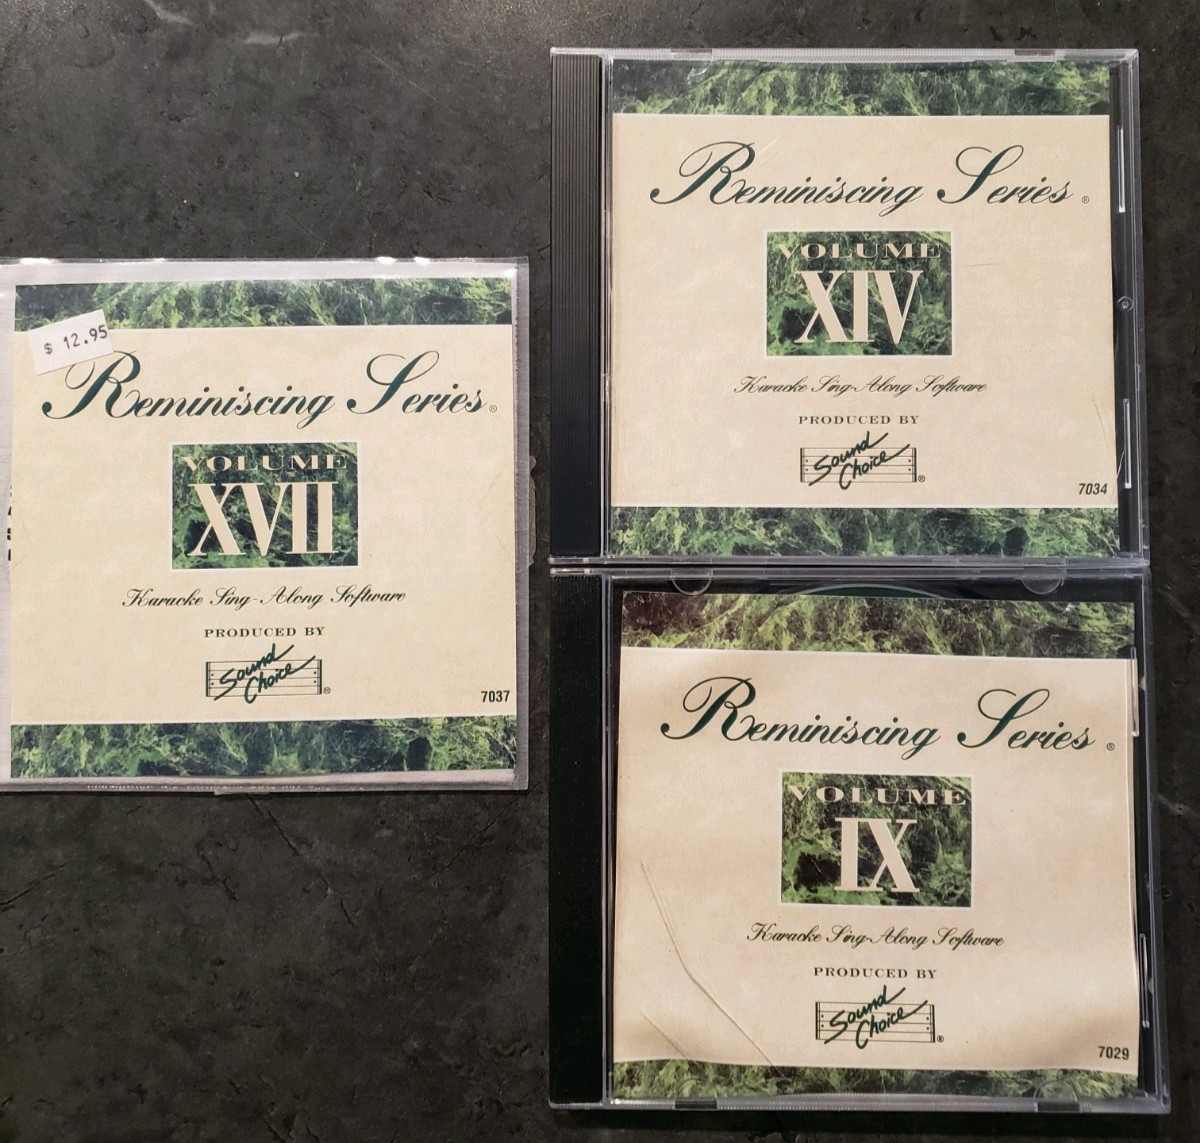 $ 12.95
Reminiscing Series®
VOLUME
XVII
Karaoke Sing-Along Software
PRODUCED BY
Sound
Choice®
7037
Reminiscing Series®
VOLUME
XIV
Karaoke Sing-Along Software
PRODUCED BY
Sound
Choice®
7034
Reminiscing Series®
VOLUME
IX
Karaoke Sing-Along Software
PRODUCED BY
Sound
Choice®
7029